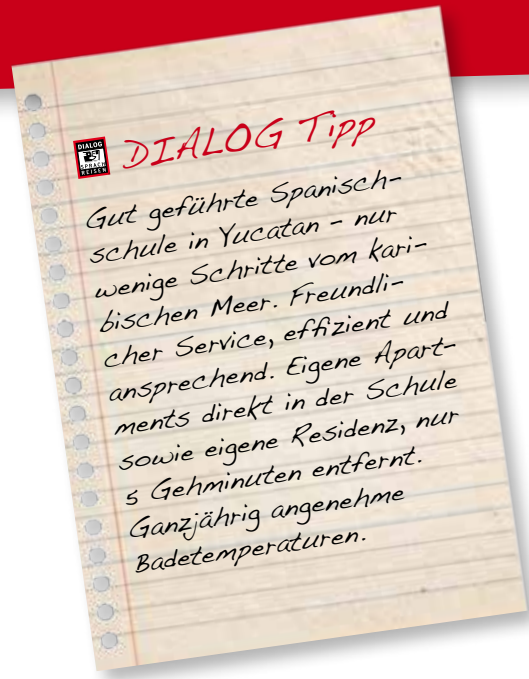 DIALOG
SPRACH
REISEN
DIALOG Tipp
Gut geführte Spanisch-
schule in Yucatan – nur
wenige Schritte vom kari-
bischen Meer. Freundli-
cher Service, effizient und
ansprechend. Eigene Apart-
ments direkt in der Schule
sowie eigene Residenz, nur
5 Gehminuten entfernt.
Ganzjährig angenehme
Badetemperaturen.